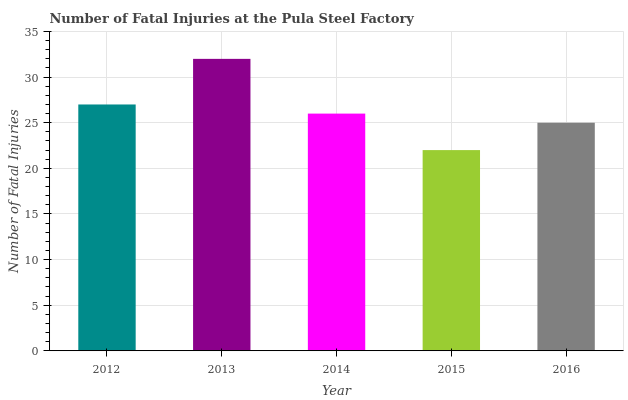 Number of Fatal Injuries at the Pula Steel Factory
Number of Fatal Injuries
35
30
25
20
15
10
5
0
2012 2013 2014 2015 2016
Year